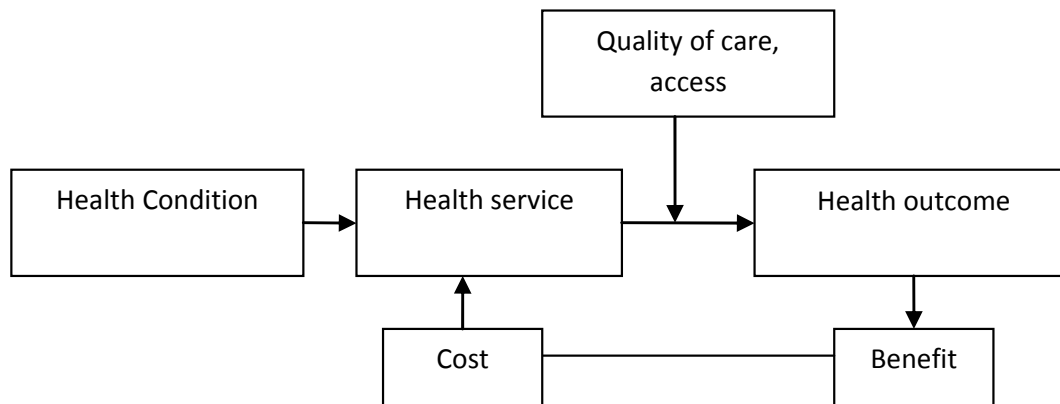 Quality of care,
access
Health Condition
Health service
Health outcome
Cost
Benefit